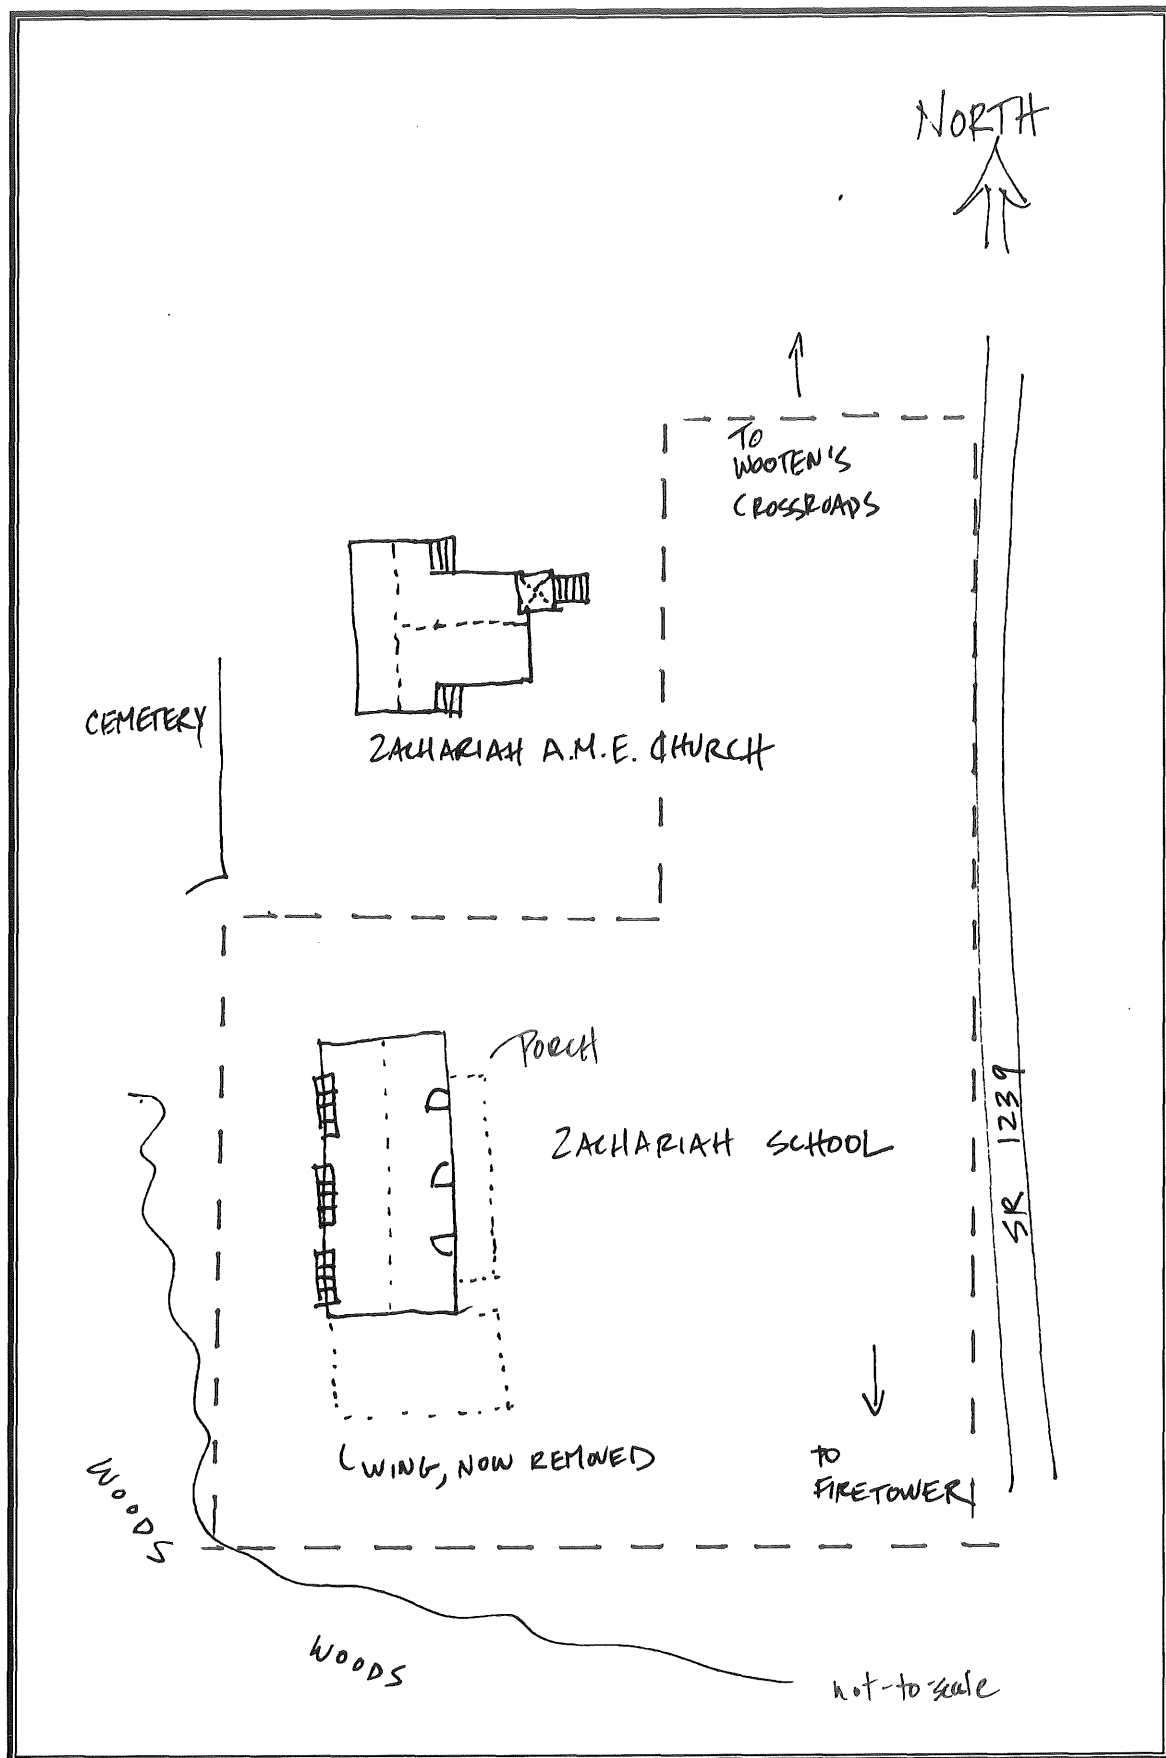 NORTH
TO
WOOTEN'S
CROSSROADS
CEMETERY
ZACHARIAH A.M.E. CHURCH
PORCH
ZACHARIAH SCHOOL
SR 1239
WING, NOW REMOVED
TO
FIRETOWER
WOODS
WOODS
not-to-scale